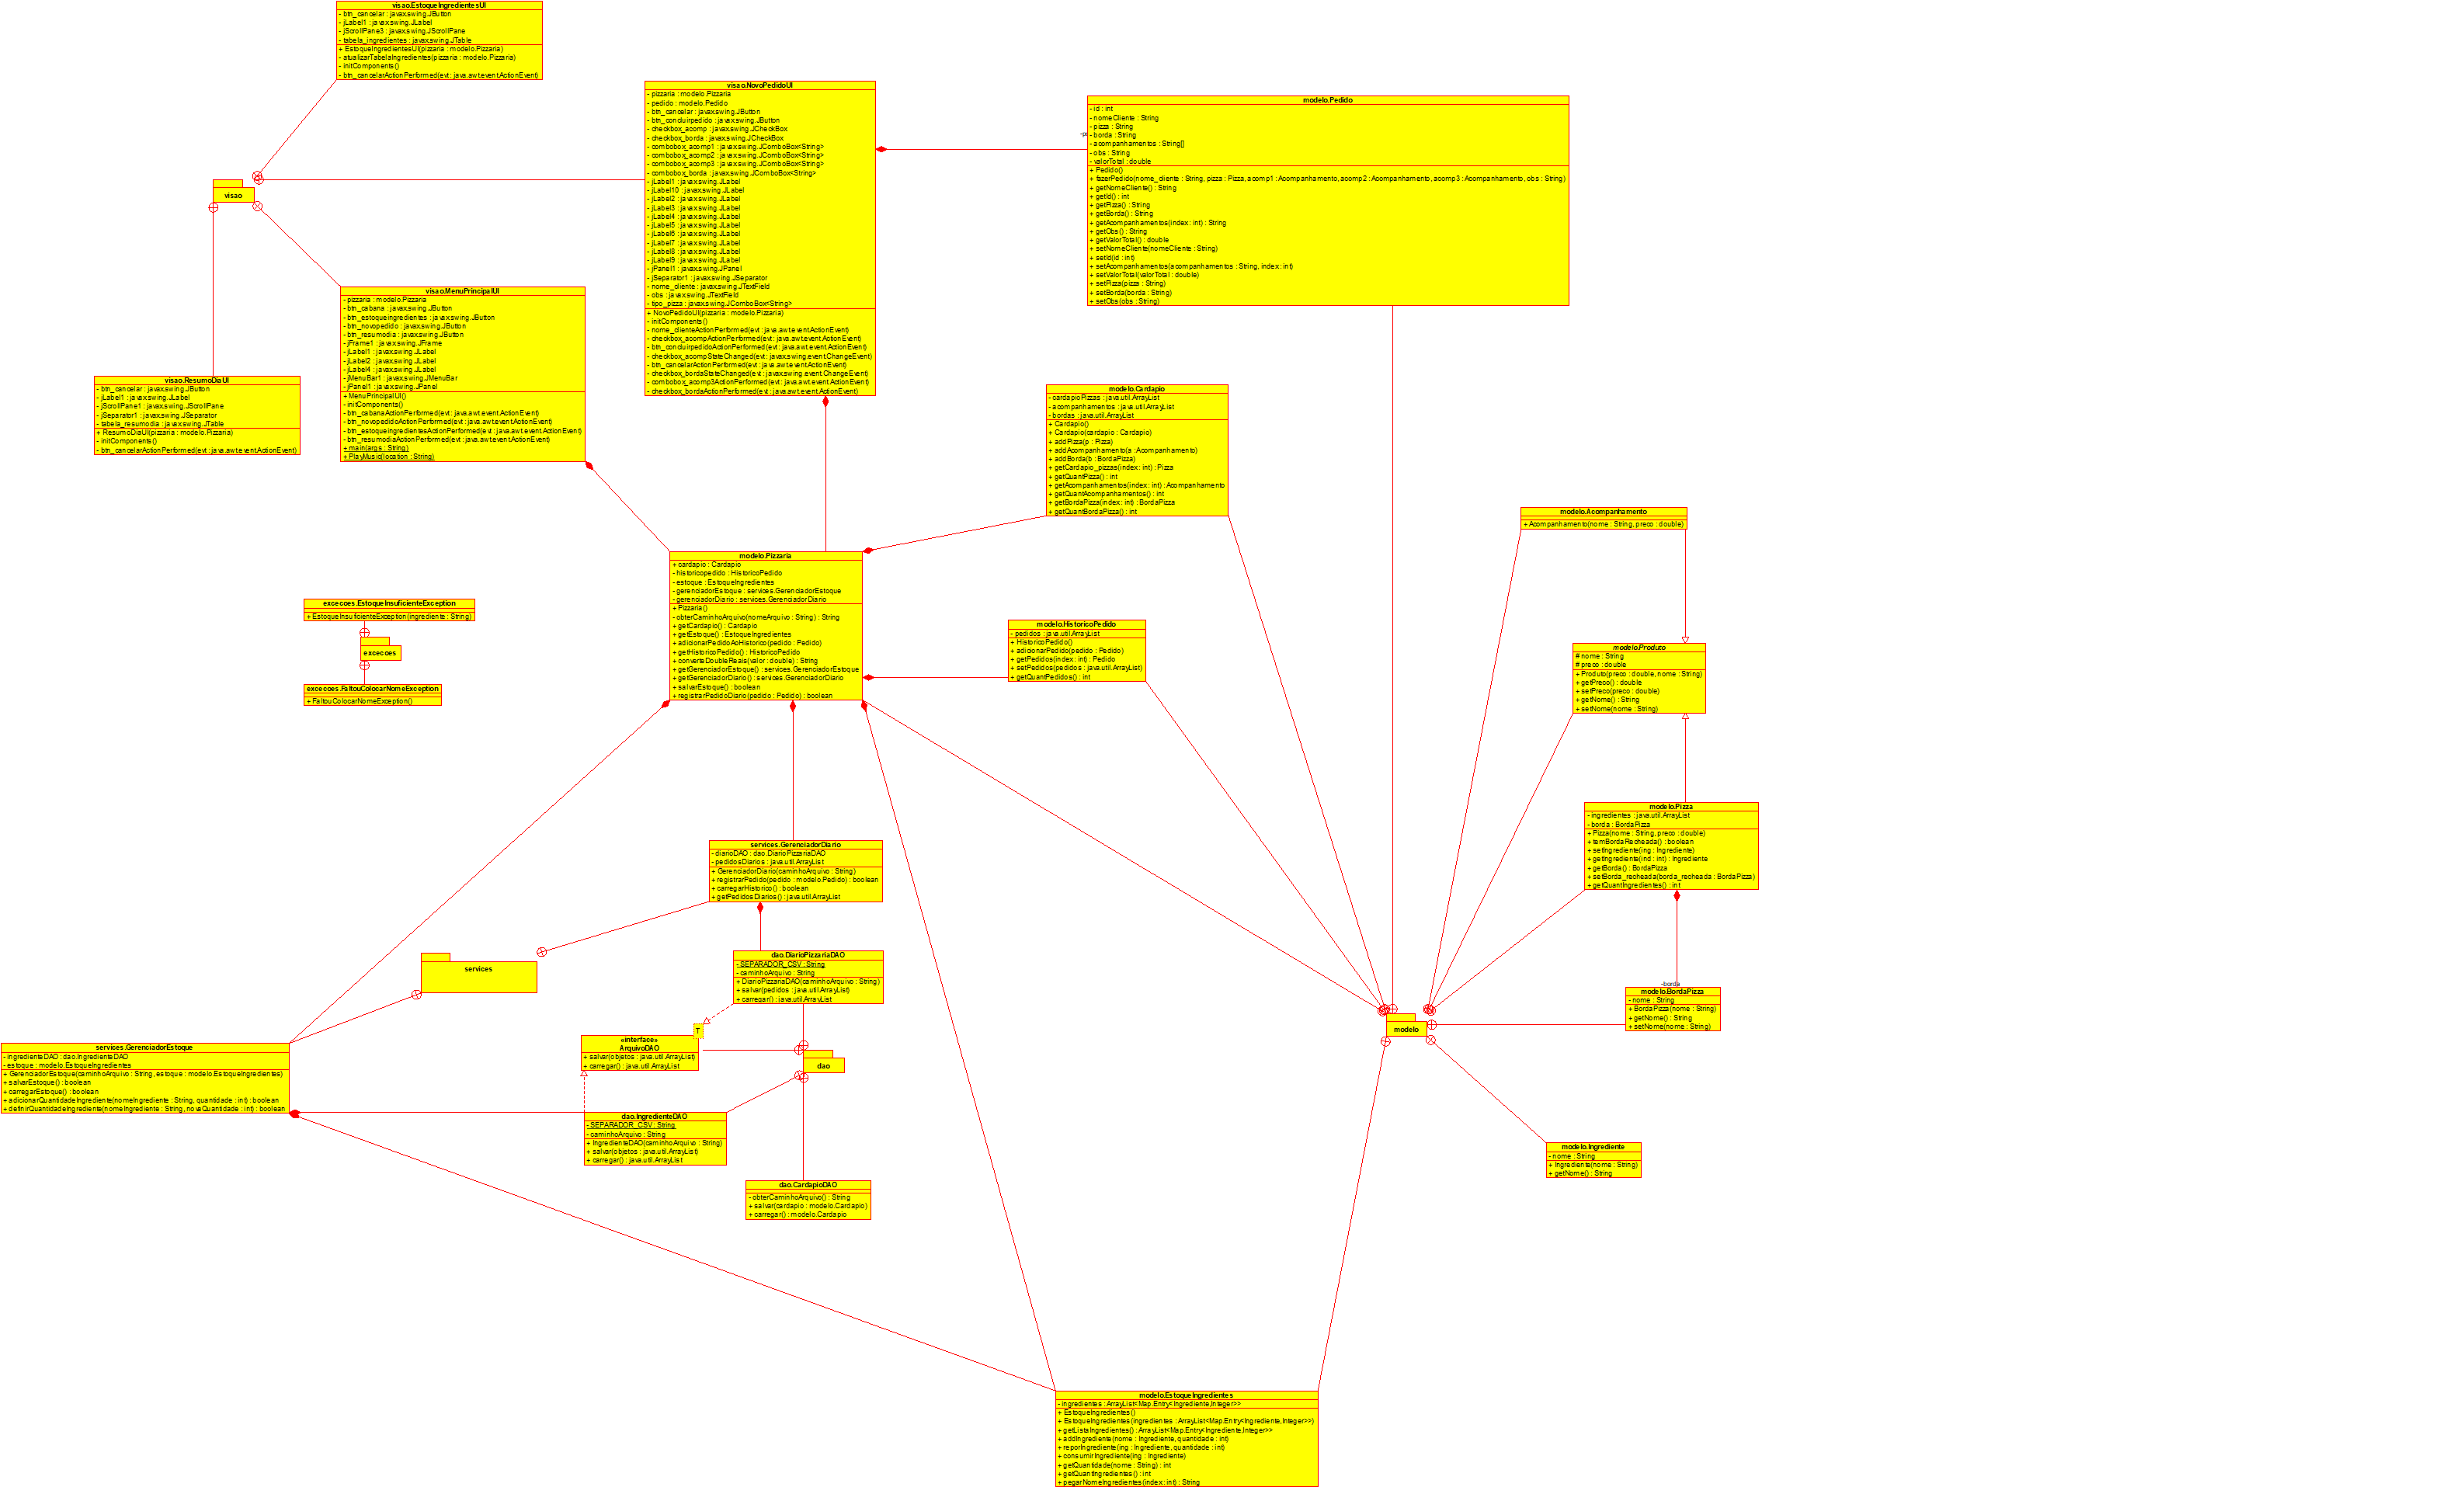 visao.EstoqueIngredientesUI
- btn_cancelar : javax.swing.JButton
- jLabel1 : javax.swing.JLabel
- jScrollPane3 : javax.swing.JScrollPane
- tabela_ingredientes : javax.swing.JTable
+ EstoqueIngredientesUI(pizzaria : modelo.Pizzaria)
- atualizarTabelaIngredientes(pizzaria : modelo.Pizzaria)
- initComponents()
- btn_cancelarActionPerformed(evt : java.awt.event.ActionEvent)
visao.NovoPedidoUI
- pizzaria : modelo.Pizzaria
- pedido : modelo.Pedido
- btn_cancelar : javax.swing.JButton
- btn_concluirpedido : javax.swing.JButton
- checkbox_acomp : javax.swing.JCheckBox
- checkbox_borda : javax.swing.JCheckBox
- combobox_acomp1 : javax.swing.JComboBox<String>
- combobox_acomp2 : javax.swing.JComboBox<String>
- combobox_acomp3 : javax.swing.JComboBox<String>
- combobox_borda : javax.swing.JComboBox<String>
- jLabel1 : javax.swing.JLabel
- jLabel10 : javax.swing.JLabel
- jLabel2 : javax.swing.JLabel
- jLabel3 : javax.swing.JLabel
- jLabel4 : javax.swing.JLabel
- jLabel5 : javax.swing.JLabel
- jLabel6 : javax.swing.JLabel
- jLabel7 : javax.swing.JLabel
- jLabel8 : javax.swing.JLabel
- jLabel9 : javax.swing.JLabel
- jPanel1 : javax.swing.JPanel
- jSeparator1 : javax.swing.JSeparator
- nome_cliente : javax.swing.JTextField
- obs : javax.swing.JTextField
- tipo_pizza : javax.swing.JComboBox<String>
+ NovoPedidoUI(pizzaria : modelo.Pizzaria)
- initComponents()
- nome_clienteActionPerformed(evt : java.awt.event.ActionEvent)
- checkbox_acompActionPerformed(evt : java.awt.event.ActionEvent)
- btn_concluirpedidoActionPerformed(evt : java.awt.event.ActionEvent)
- checkbox_acompStateChanged(evt : javax.swing.event.ChangeEvent)
- btn_cancelarActionPerformed(evt : java.awt.event.ActionEvent)
- checkbox_bordaStateChanged(evt : javax.swing.event.ChangeEvent)
- combobox_acomp3ActionPerformed(evt : java.awt.event.ActionEvent)
- checkbox_bordaActionPerformed(evt : java.awt.event.ActionEvent)
modelo.Pedido
- id : int
- nomeCliente : String
- pizza : String
- borda : String
- acompanhamentos : String[]
- obs : String
- valorTotal : double
+ Pedido()
+ fazerPedido(nome_cliente : String, pizza : Pizza, acomp1 : Acompanhamento, acomp2 : Acompanhamento, acomp3 : Acompanhamento, obs : String)
+ getNomeCliente() : String
+ getId() : int
+ getPizza() : String
+ getBorda() : String
+ getAcompanhamentos(index : int) : String
+ getObs() : String
+ getValorTotal() : double
+ setNomeCliente(nomeCliente : String)
+ setId(id : int)
+ setAcompanhamentos(acompanhamentos : String, index : int)
+ setValorTotal(valorTotal : double)
+ setPizza(pizza : String)
+ setBorda(borda : String)
+ setObs(obs : String)
visao
visao.MenuPrincipalUI
- pizzaria : modelo.Pizzaria
- btn_cabana : javax.swing.JButton
- btn_estoqueingredientes : javax.swing.JButton
- btn_novopedido : javax.swing.JButton
- btn_resumodia : javax.swing.JButton
- jFrame1 : javax.swing.JFrame
- jLabel1 : javax.swing.JLabel
- jLabel2 : javax.swing.JLabel
- jLabel4 : javax.swing.JLabel
- jMenuBar1 : javax.swing.JMenuBar
- jPanel1 : javax.swing.JPanel
+ MenuPrincipalUI()
- initComponents()
- btn_cabanaActionPerformed(evt : java.awt.event.ActionEvent)
- btn_novopedidoActionPerformed(evt : java.awt.event.ActionEvent)
- btn_estoqueingredientesActionPerformed(evt : java.awt.event.ActionEvent)
- btn_resumodiaActionPerformed(evt : java.awt.event.ActionEvent)
+ main(args : String)
+ PlayMusic(location : String)
visao.ResumoDiaUI
- btn_cancelar : javax.swing.JButton
- jLabel1 : javax.swing.JLabel
- jScrollPane1 : javax.swing.JScrollPane
- jSeparator1 : javax.swing.JSeparator
- tabela_resumodia : javax.swing.JTable
+ ResumoDiaUI(pizzaria : modelo.Pizzaria)
- initComponents()
- btn_cancelarActionPerformed(evt : java.awt.event.ActionEvent)
modelo.Cardapio
- cardapioPizzas : java.util.ArrayList
- acompanhamentos : java.util.ArrayList
- bordas : java.util.ArrayList
+ Cardapio()
+ Cardapio(cardapio : Cardapio)
+ addPizza(p : Pizza)
+ addAcompanhamento(a : Acompanhamento)
+ addBorda(b : BordaPizza)
+ getCardapio_pizzas(index : int) : Pizza
+ getQuantPizza() : int
+ getAcompanhamentos(index : int) : Acompanhamento
+ getQuantAcompanhamentos() : int
+ getBordaPizza(index : int) : BordaPizza
+ getQuantBordaPizza() : int
modelo.Acompanhamento
+ Acompanhamento(nome : String, preco : double)
modelo.Pizzaria
+ cardapio : Cardapio
- historicopedido : HistoricoPedido
- estoque : EstoqueIngredientes
- gerenciadorEstoque : services.GerenciadorEstoque
- gerenciadorDiario : services.GerenciadorDiario
+ Pizzaria()
- obterCaminhoArquivo(nomeArquivo : String) : String
+ getCardapio() : Cardapio
+ getEstoque() : EstoqueIngredientes
+ adicionarPedidoAoHistorico(pedido : Pedido)
+ getHistoricoPedido() : HistoricoPedido
+ converteDoubleReais(valor : double) : String
+ getGerenciadorEstoque() : services.GerenciadorEstoque
+ getGerenciadorDiario() : services.GerenciadorDiario
+ salvarEstoque() : boolean
+ registrarPedidoDiario(pedido : Pedido) : boolean
excecoes.EstoqueInsuficienteException
+ EstoqueInsuficienteException(ingrediente : String)
excecoes
excecoes.FaltouColocarNomeException
+ FaltouColocarNomeException()
modelo.HistoricoPedido
- pedidos : java.util.ArrayList
+ HistoricoPedido()
+ adicionarPedido(pedido : Pedido)
+ getPedidos(index : int) : Pedido
+ setPedidos(pedidos : java.util.ArrayList)
+ getQuantPedidos() : int
modelo.Produto
# nome : String
# preco : double
+ Produto(preco : double, nome : String)
+ getPreco() : double
+ setPreco(preco : double)
+ getNome() : String
+ setNome(nome : String)
modelo.Pizza
- ingredientes : java.util.ArrayList
- borda : BordaPizza
+ Pizza(nome : String, preco : double)
+ temBordaRecheada() : boolean
+ setIngrediente(ing : Ingrediente)
+ getIngrediente(ind : int) : Ingrediente
+ getBorda() : BordaPizza
+ setBorda_recheada(borda_recheada : BordaPizza)
+ getQuantIngredientes() : int
services.GerenciadorDiario
- diarioDAO : dao.DiarioPizzariaDAO
- pedidosDiarios : java.util.ArrayList
+ GerenciadorDiario(caminhoArquivo : String)
+ registrarPedido(pedido : modelo.Pedido) : boolean
+ carregarHistorico() : boolean
+ getPedidosDiarios() : java.util.ArrayList
services
dao.DiarioPizzariaDAO
- SEPARADOR_CSV : String
- caminhoArquivo : String
+ DiarioPizzariaDAO(caminhoArquivo : String)
+ salvar(pedidos : java.util.ArrayList)
+ carregar() : java.util.ArrayList
-borda
modelo.BordaPizza
- nome : String
+ BordaPizza(nome : String)
+ getNome() : String
+ setNome(nome : String)
modelo
T
«interface»
ArquivoDAO
+ salvar(objetos : java.util.ArrayList)
+ carregar() : java.util.ArrayList
dao
services.GerenciadorEstoque
- ingredienteDAO : dao.IngredienteDAO
- estoque : modelo.EstoqueIngredientes
+ GerenciadorEstoque(caminhoArquivo : String, estoque : modelo.EstoqueIngredientes)
+ salvarEstoque() : boolean
+ carregarEstoque() : boolean
+ adicionarQuantidadeIngrediente(nomeIngrediente : String, quantidade : int) : boolean
+ definirQuantidadeIngrediente(nomeIngrediente : String, novaQuantidade : int) : boolean
dao.IngredienteDAO
- SEPARADOR_CSV : String
- caminhoArquivo : String
+ IngredienteDAO(caminhoArquivo : String)
+ salvar(objetos : java.util.ArrayList)
+ carregar() : java.util.ArrayList
modelo.Ingrediente
- nome : String
+ Ingrediente(nome : String)
+ getNome() : String
dao.CardapioDAO
- obterCaminhoArquivo() : String
+ salvar(cardapio : modelo.Cardapio)
+ carregar() : modelo.Cardapio
modelo.EstoqueIngredientes
- ingredientes : ArrayList<Map.Entry<Ingrediente,Integer>>
+ EstoqueIngredientes()
+ EstoqueIngredientes(ingredientes : ArrayList<Map.Entry<Ingrediente,Integer>>)
+ getListaIngredientes() : ArrayList<Map.Entry<Ingrediente,Integer>>
+ addIngrediente(nome : Ingrediente, quantidade : int)
+ reporIngrediente(ing : Ingrediente, quantidade : int)
+ consumirIngrediente(ing : Ingrediente)
+ getQuantidade(nome : String) : int
+ getQuantIngredientes() : int
+ pegarNomeIngredientes(index : int) : String